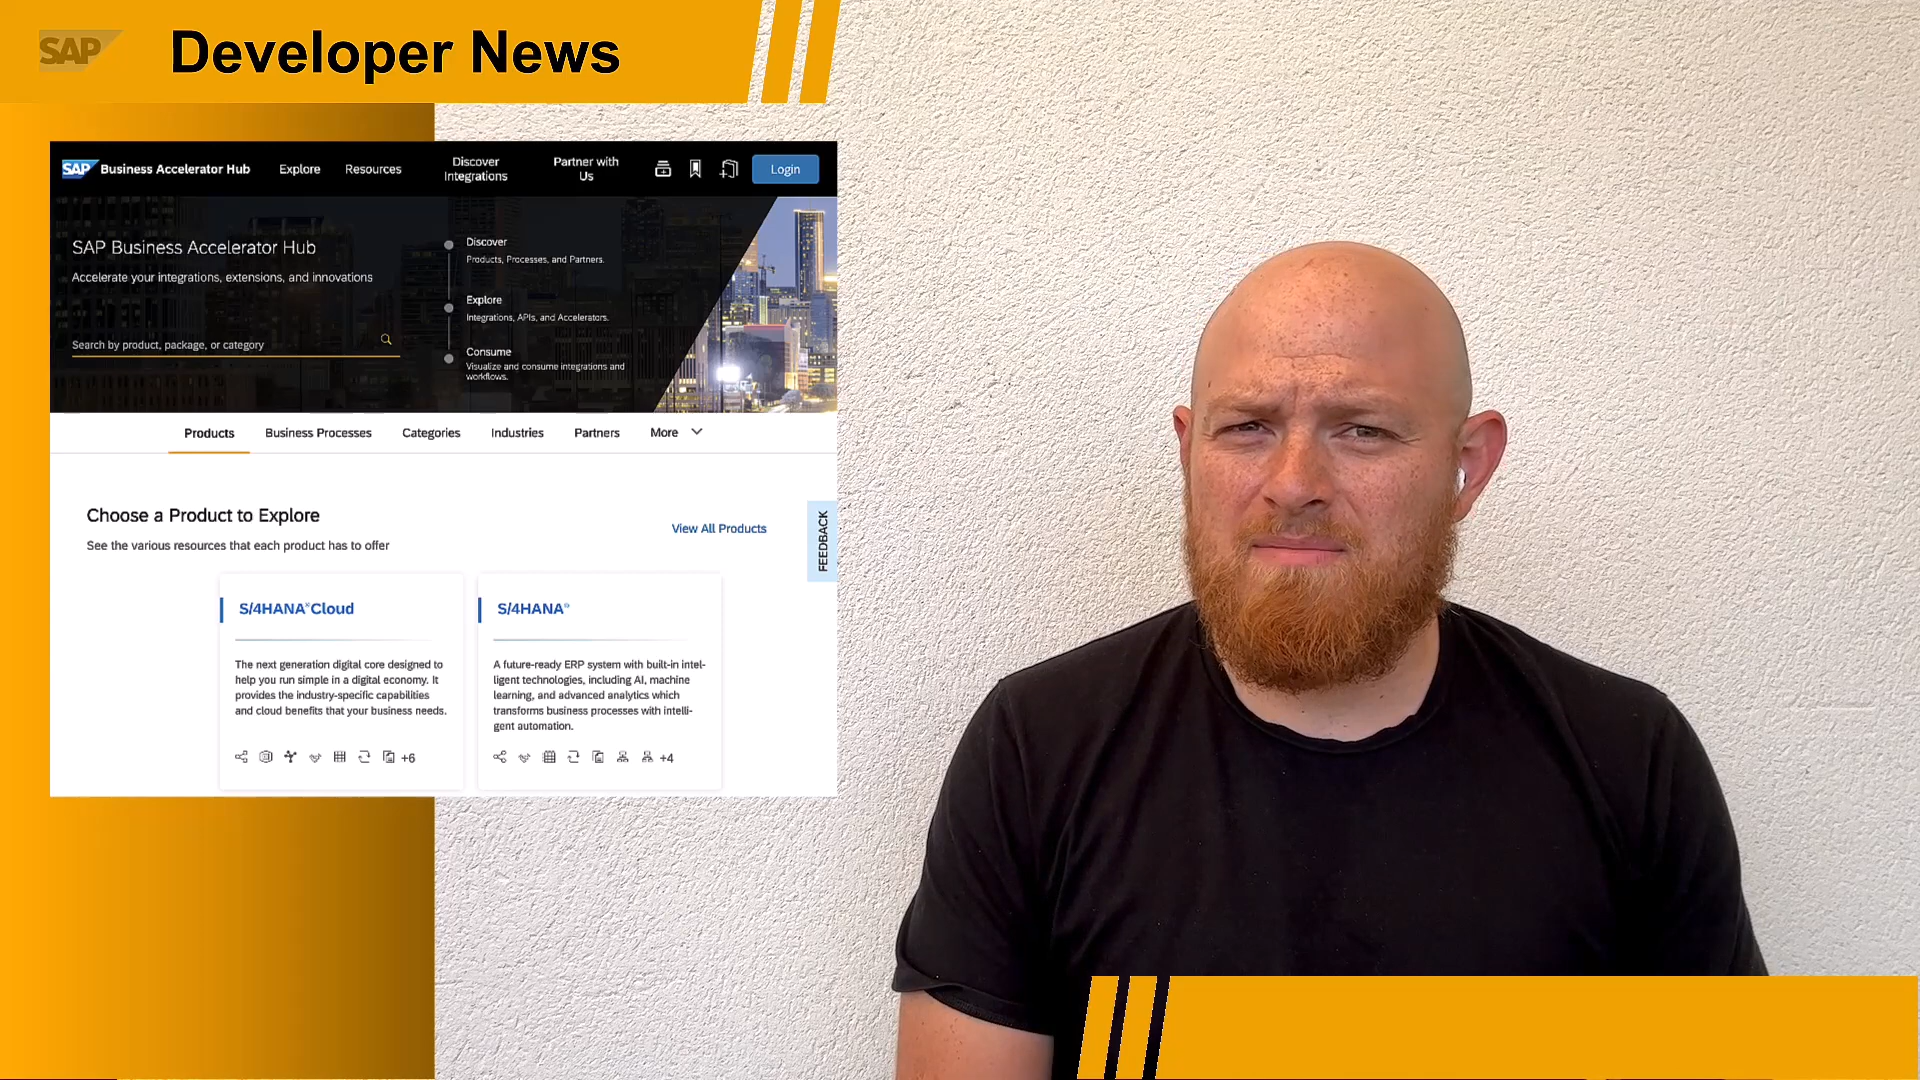 SAP Developer News
SAP Business Accelerator Hub
Explore
Resources
Discover
Integrations
Partner with
Us
Login
SAP Business Accelerator Hub
Accelerate your integrations, extensions, and innovations
Search by product, package, or category
Discover
Products, Processes, and Partners.
Explore
Integrations, APIs, and Accelerators.
Consume
Visualize and consume integrations and
workflows.
Products
Business Processes
Categories
Industries
Partners
More
Choose a Product to Explore
See the various resources that each product has to offer
View All Products
FEEDBACK
S/4HANA® Cloud
The next generation digital core designed to
help you run simple in a digital economy. It
provides the industry-specific capabilities
and cloud benefits that your business needs.
+6
S/4HANA®
A future-ready ERP system with built-in intel-
ligent technologies, including AI, machine
learning, and advanced analytics which
transforms business processes with intelli-
gent automation.
+4